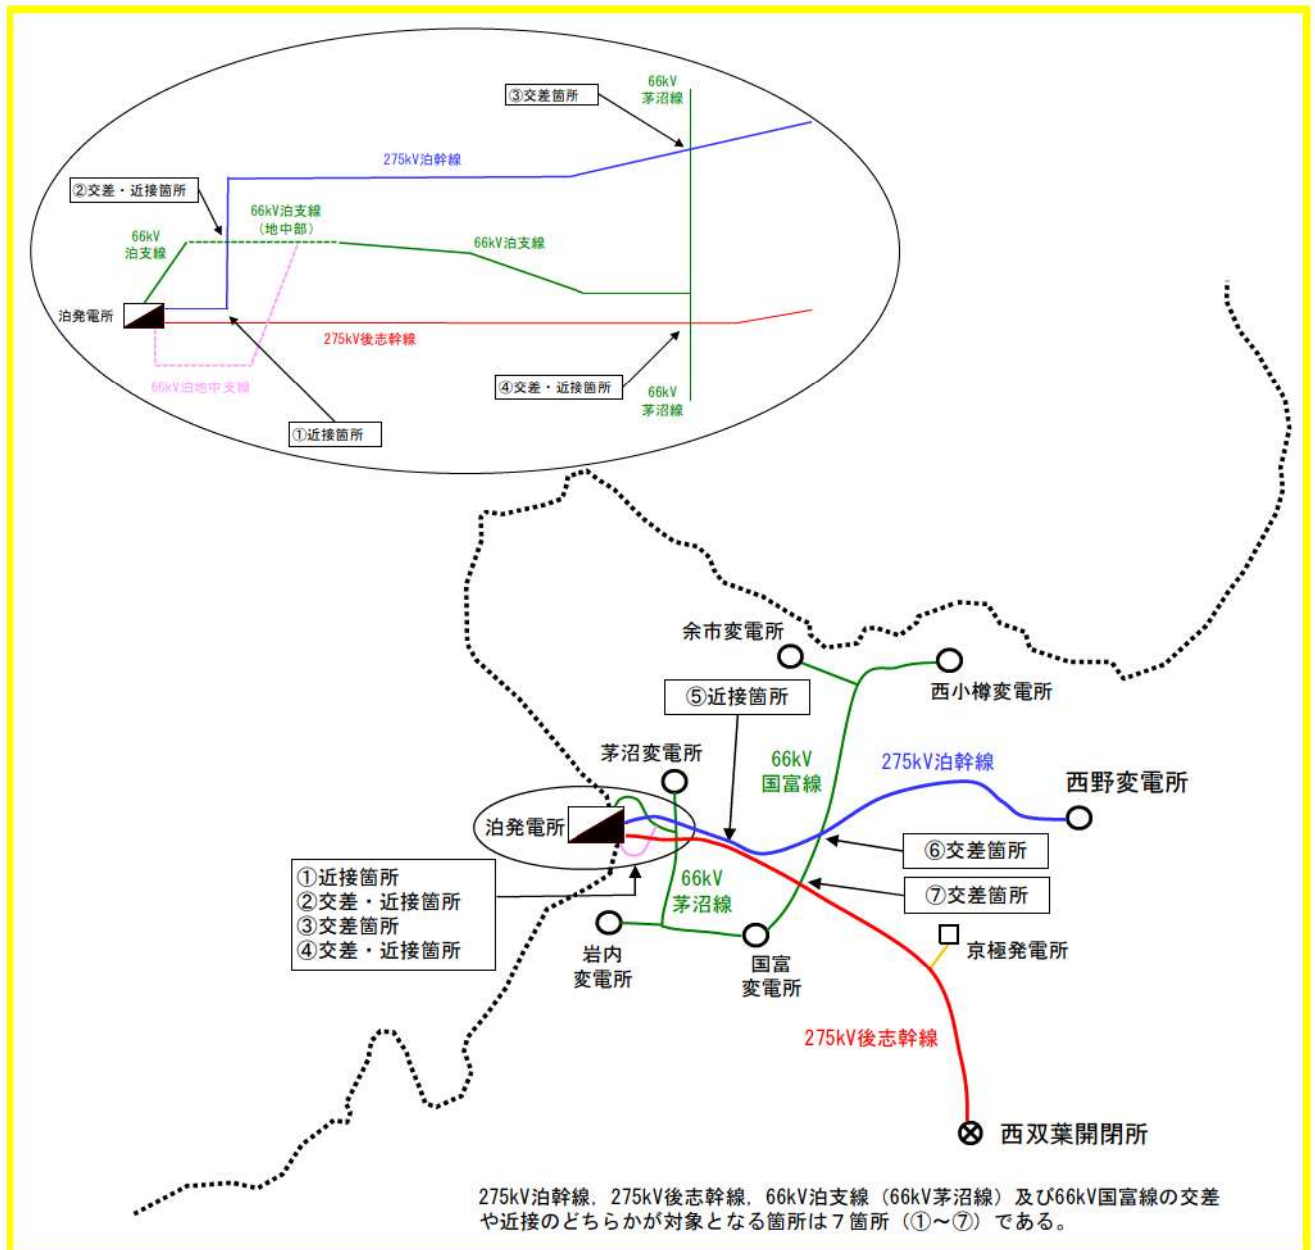 ③交差箇所
66kV
茅沼線
275kV泊幹線
②交差・近接箇所
66kV泊支線
(地中部)
66kV
泊支線
66kV泊支線
泊発電所
275kV後志幹線
66kV泊地中支線
④交差・近接箇所
66kV
茅沼線
①近接箇所
余市変電所
西小樽変電所
⑤近接箇所
茅沼変電所
66kV
国富線
275kV泊幹線
西野変電所
泊発電所
⑥交差箇所
①近接箇所
②交差・近接箇所
③交差箇所
④交差・近接箇所
66kV
茅沼線
⑦交差箇所
岩内
変電所
国富
変電所
京極発電所
275kV後志幹線
西双葉開閉所
275kV泊幹線，275kV後志幹線，66kV泊支線（66kV茅沼線）及び66kV国富線の交差
や近接のどちらかが対象となる箇所は７箇所（①～⑦）である。